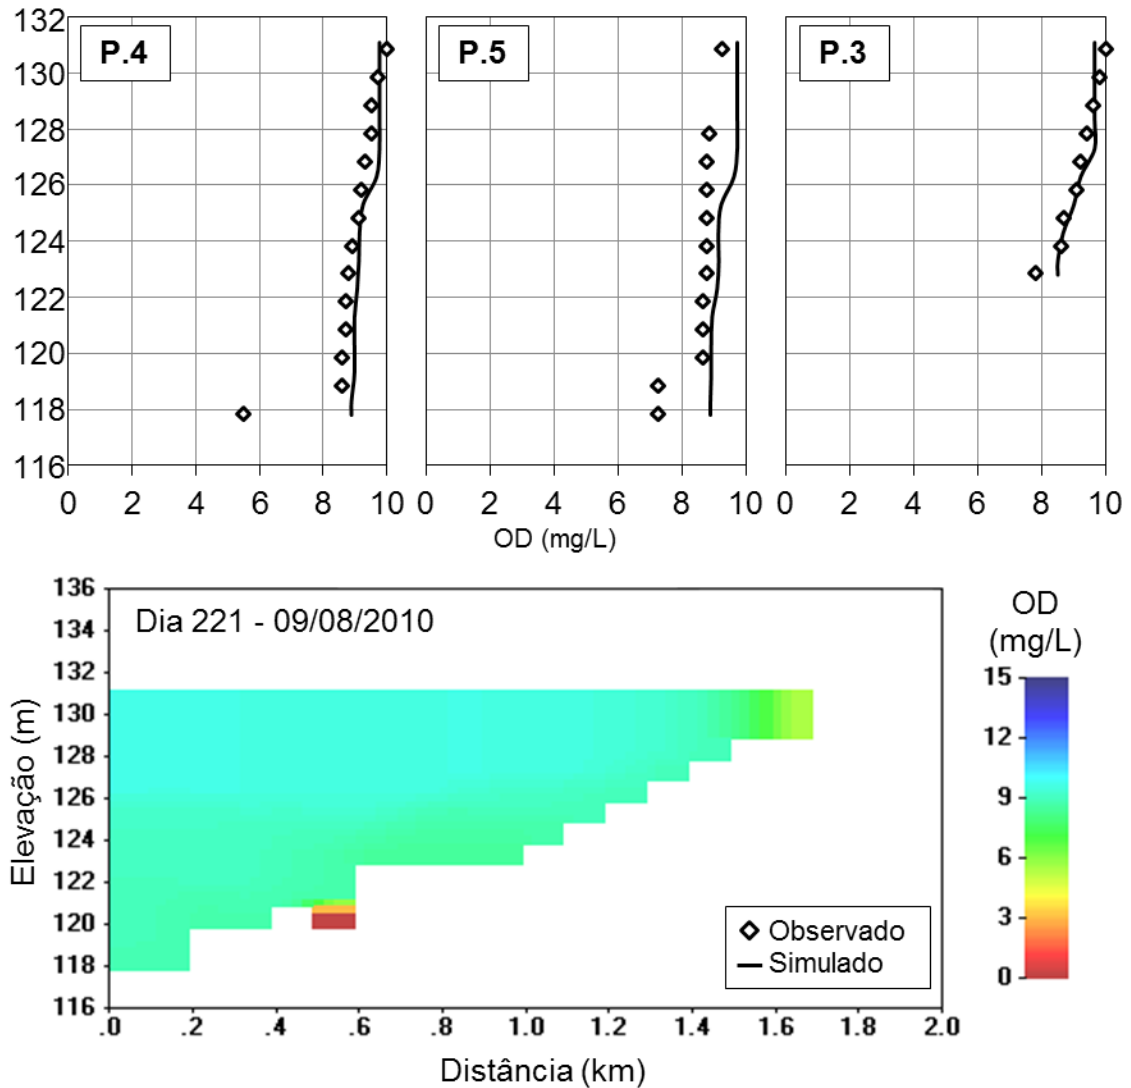 132
130
128
126
124
122
120
118
116
P.4
P.5
P.3
0 2 4 6 8 10
0 2 4 6 8 10
0 2 4 6 8 10
OD (mg/L)
136
134
132
130
128
126
124
122
120
118
116
Elevação (m)
Dia 221 - 09/08/2010
Observado
Simulado
.0 .2 .4 .6 .8 1.0 1.2 1.4 1.6 1.8 2.0
Distância (km)
OD
(mg/L)
15
12
9
6
3
0